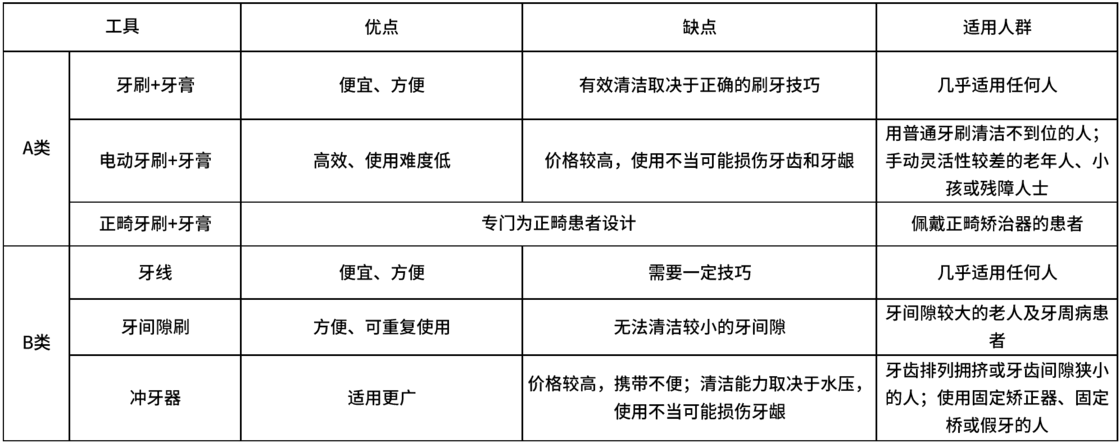 工具 优点 缺点 适用人群
A类
牙刷+牙膏 便宜、方便 有效清洁取决于正确的刷牙技巧 几乎适用任何人
电动牙刷+牙膏 高效、使用难度低 价格较高，使用不当可能损伤牙齿和牙龈
用普通牙刷清洁不到位的人；
手动灵活性较差的老年人、小
孩或残障人士
正畸牙刷+牙膏 专门为正畸患者设计 佩戴正畸矫治器的患者
B类
牙线 便宜、方便 需要一定技巧 几乎适用任何人
牙间隙刷 方便、可重复使用 无法清洁较小的牙间隙
牙间隙较大的老人及牙周病患
者
冲牙器 适用更广
价格较高，携带不便；清洁能力取决于水压，
使用不当可能损伤牙龈
牙齿排列拥挤或牙齿间隙狭小
的人；使用固定矫正器、固定
桥或假牙的人